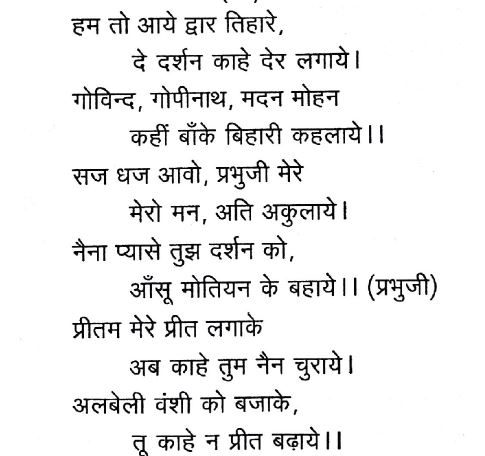 हम तो आये द्वार तिहारे,
दे दर्शन काहे देर लगाये।
गोविन्द, गोपीनाथ, मदन मोहन
कहीं बाँके बिहारी कहलाये।।
सज धज आवो, प्रभुजी मेरे
मेरो मन, अति अकुलाये।
नैना प्यासे तुझ दर्शन को,
आँसू मोतियन के बहाये।। (प्रभुजी)
प्रीतम मेरे प्रीत लगाके
अब काहे तुम नैन चुराये।
अलबेली वंशी को बजाके,
तू काहे न प्रीत बढ़ाये।।